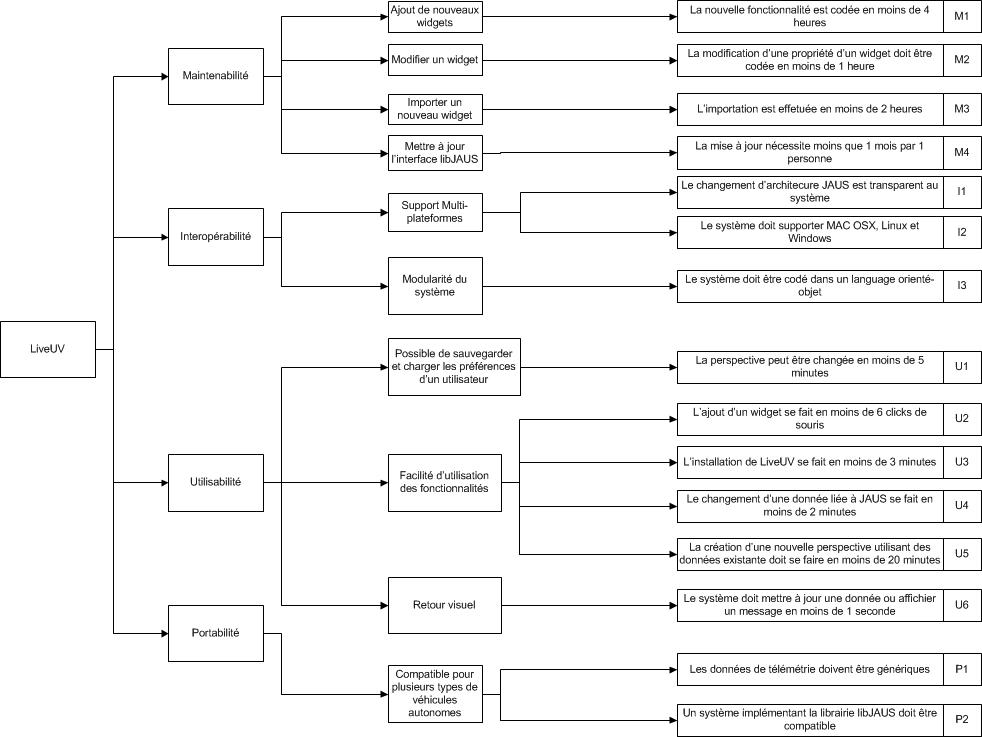 LiveUV
Maintenabilité
Ajout de nouveaux
widgets
La nouvelle fonctionnalité est codée en moins de 4
heures
M1
Modifier un widget
La modification d'une propriété d'un widget doit être
codée en moins de 1 heure
M2
Importer un
nouveau widget
L'importation est effetuée en moins de 2 heures
M3
Mettre à jour
l'interface libJAUS
La mise à jour nécessite moins que 1 mois par 1
personne
M4
Interopérabilité
Support Multi-
plateformes
Le changement d'architecure JAUS est transparent au
système
I1
Le système doit supporter MAC OSX, Linux et
Windows
I2
Modularité du
système
Le système doit être codé dans un language orienté-
objet
I3
Utilisabilité
Possible de sauvegarder
et charger les préférences
d'un utilisateur
La perspective peut être changée en moins de 5
minutes
U1
Facilité d'utilisation
des fonctionnalités
L'ajout d'un widget se fait en moins de 6 clicks de
souris
U2
L'installation de LiveUV se fait en moins de 3 minutes
U3
Le changement d'une donnée liée à JAUS se fait en
moins de 2 minutes
U4
La création d'une nouvelle perspective utilisant des
données existante doit se faire en moins de 20 minutes
U5
Retour visuel
Le système doit mettre à jour une donnée ou affichier
un message en moins de 1 seconde
U6
Portabilité
Compatible pour
plusieurs types de
véhicules
autonomes
Les données de télémétrie doivent être génériques
P1
Un système implémentant la librairie libJAUS doit être
compatible
P2